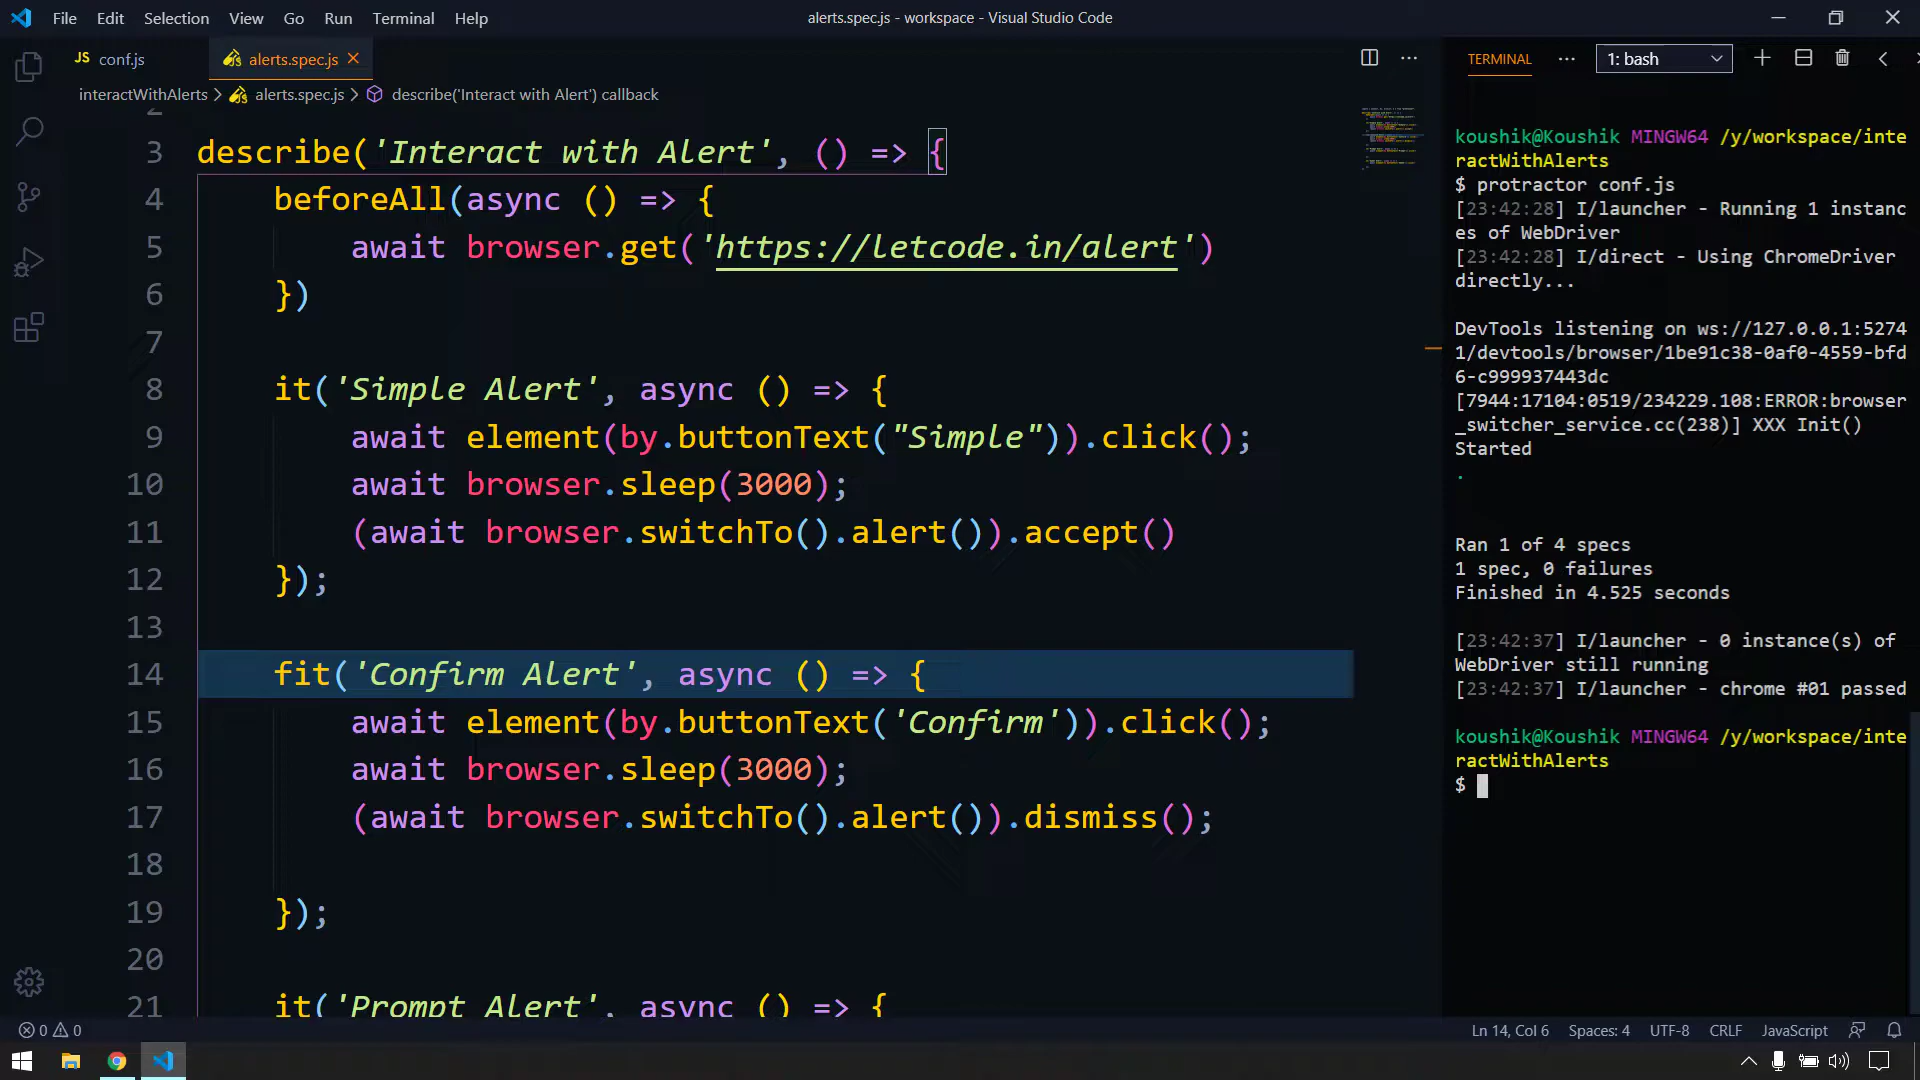 File Edit Selection View Go Run Terminal Help
alerts.spec.js - workspace - Visual Studio Code
JS conf.js
alerts.spec.js
interactWithAlerts > alerts.spec.js > describe('Interact with Alert') callback
2
3 describe('Interact with Alert', () => {
4 beforeAll(async () => {
5 await browser.get('https://letcode.in/alert')
6 })
7
8 it('Simple Alert', async () => {
9 await element(by.buttonText("Simple")).click();
10 await browser.sleep(3000);
11 (await browser.switchTo().alert()).accept()
12 });
13
14 fit('Confirm Alert', async () => {
15 await element(by.buttonText('Confirm')).click();
16 await browser.sleep(3000);
17 (await browser.switchTo().alert()).dismiss();
18
19 });
20
21 it('Prompt Alert', async () => {
TERMINAL
1: bash
koushik@Koushik MINGW64 /y/workspace/inte
ractWithAlerts
$ protractor conf.js
[23:42:28] I/launcher - Running 1 instanc
es of WebDriver
[23:42:28] I/direct - Using ChromeDriver
directly...
DevTools listening on ws://127.0.0.1:5274
1/devtools/browser/1be91c38-0af0-4559-bfd
6-c999937443dc
[7944:17104:0519/234229.108:ERROR:browser
_switcher_service.cc(238)] XXX Init()
Started
.
Ran 1 of 4 specs
1 spec, 0 failures
Finished in 4.525 seconds
[23:42:37] I/launcher - 0 instance(s) of
WebDriver still running
[23:42:37] I/launcher - chrome #01 passed
koushik@Koushik MINGW64 /y/workspace/inte
ractWithAlerts
$
0 0
Ln 14, Col 6 Spaces: 4 UTF-8 CRLF JavaScript